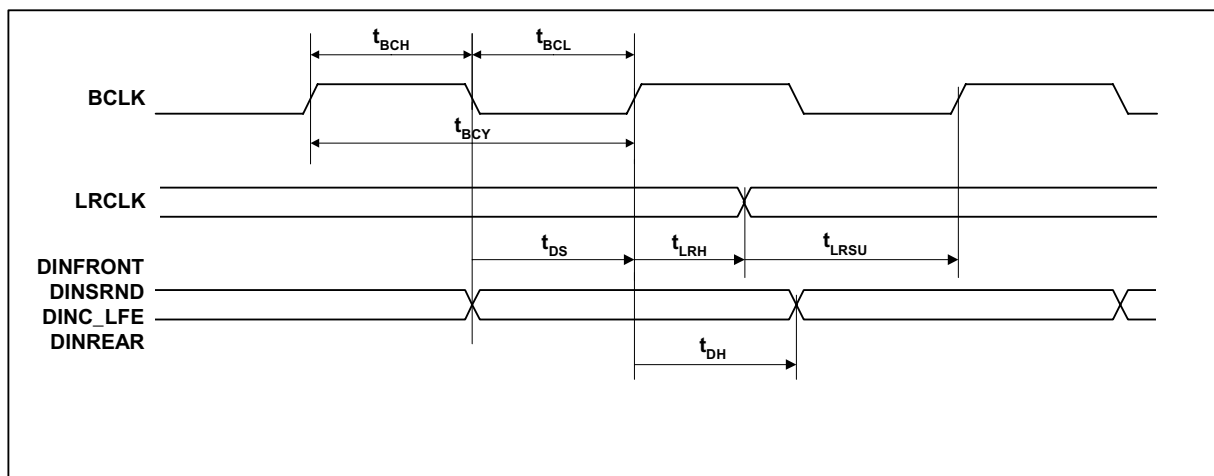 tBCH
tBCL
BCLK
tBCY
LRCLK
tDS
tLRH
tLRSU
DINFRONT
DINSRND
DINC_LFE
DINREAR
tDH